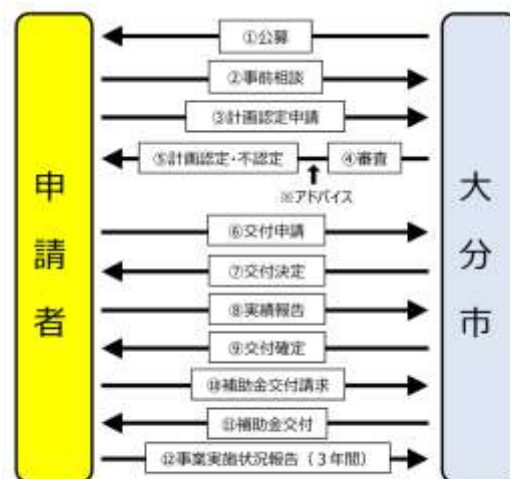 申請者
大分市
①公募
②事前相談
③計画認定申請
⑤計画認定・不認定
④審査
※アドバイス
⑥交付申請
⑦交付決定
⑧実績報告
⑨交付確定
⑩補助金交付請求
⑪補助金交付
⑫事業実施状況報告（３年間）